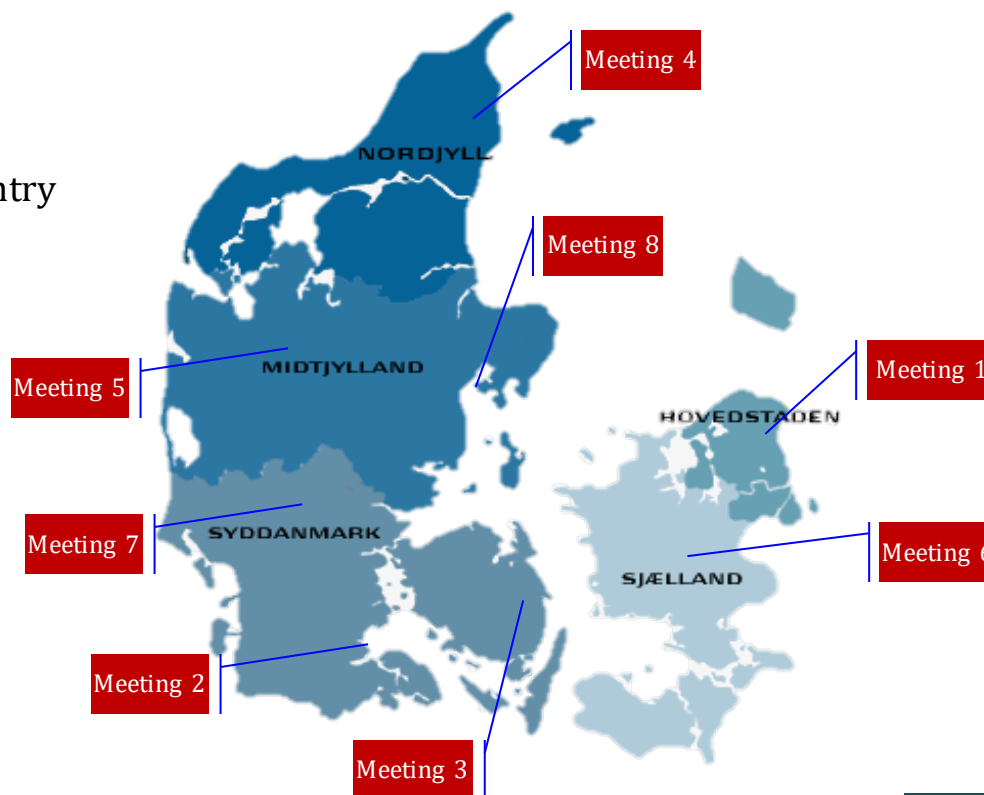 Meeting 4
NORDJYLL
ntry
Meeting 8
Meeting 5
MIDTJYLLAND
Meeting 1
HOVEDSTADEN
Meeting 7
SYDDANMARK
Meeting 6
SJÆLLAND
Meeting 2
Meeting 3